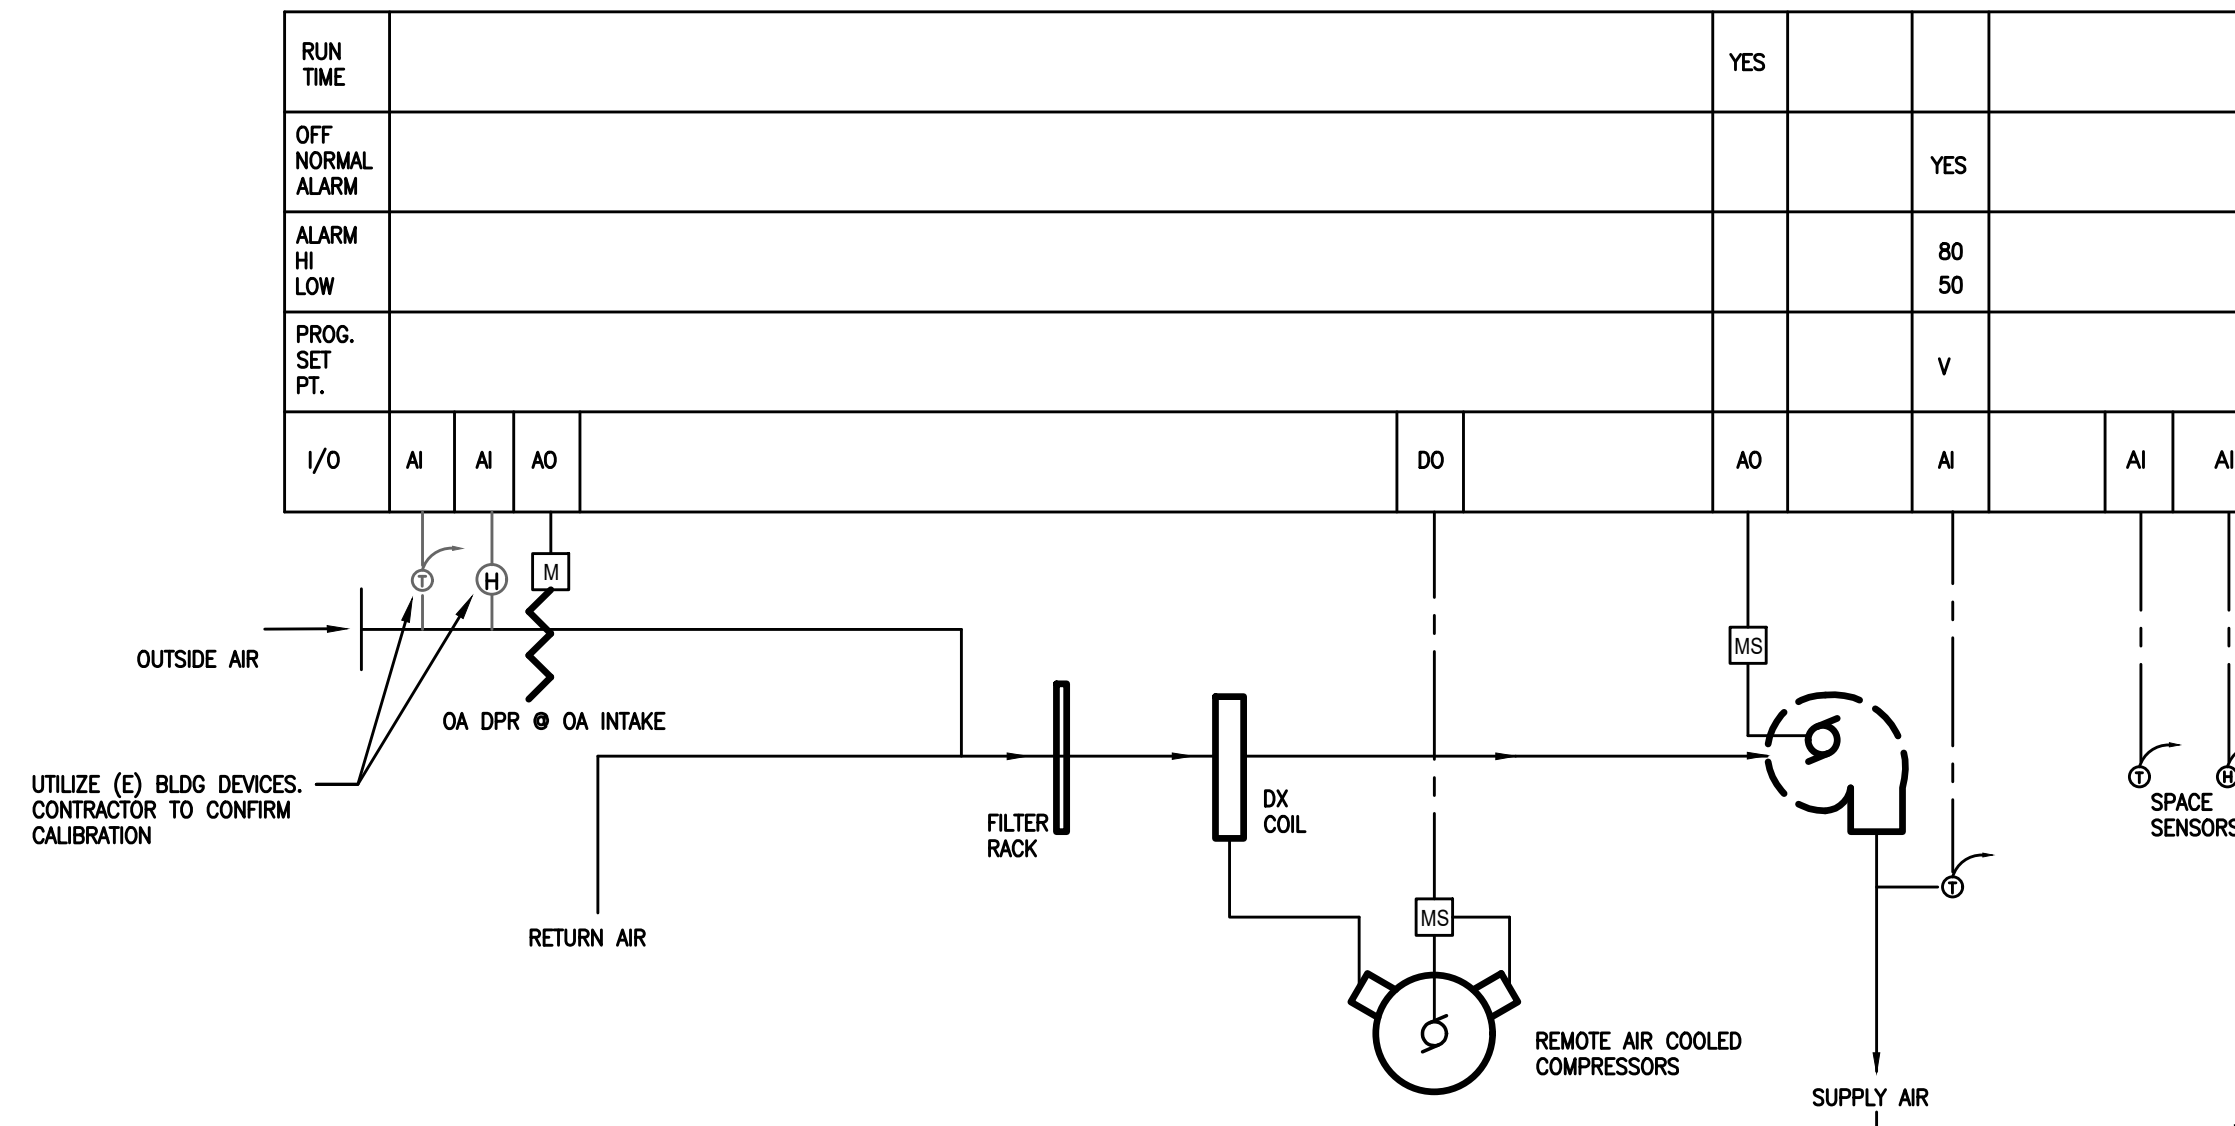 RUN
TIME
YES
OFF
NORMAL
ALARM
YES
ALARM
HI
LOW
80
50
PROG.
SET
PT.
V
I/O
AI
AI
AO
DO
AO
AI
AI
AI
T
H
M
MS
OUTSIDE AIR
OA DPR @ OA INTAKE
UTILIZE (E) BLDG DEVICES.
CONTRACTOR TO CONFIRM
CALIBRATION
FILTER
RACK
DX
COIL
T
H
SPACE
SENSORS
T
RETURN AIR
MS
REMOTE AIR COOLED
COMPRESSORS
SUPPLY AIR